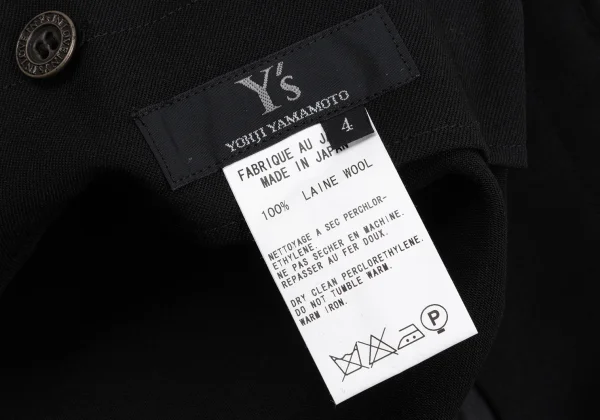 Y's
YOHJI YAMAMOTO
4
FABRIQUE AU
MADE IN JAPAN
100% LAINE WOOL
NETTOYAGE A SEC PERCHLOR-
ETHYLENE.
NE PAS SECHER EN MACHINE.
REPASSER AU FER DOUX.
DRY CLEAN PERCLORETHYLENE.
DO NOT TUMBLE WARM.
WARM IRON.
P